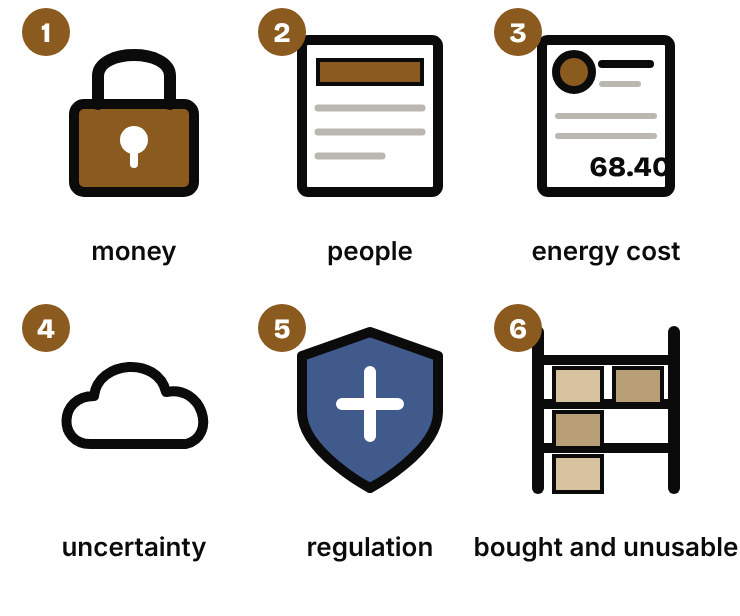 1
2
3
68.40
money
people
energy cost
4
5
6
uncertainty
regulation
bought and unusable